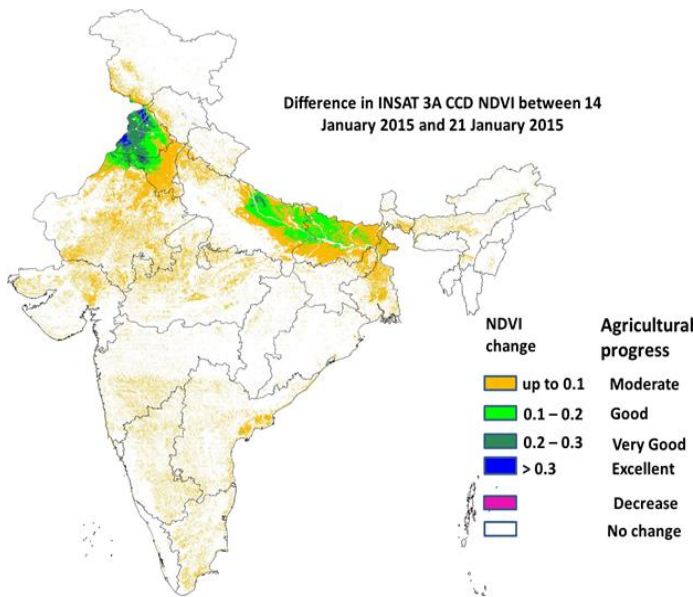 Difference in INSAT 3A CCD NDVI between 14
January 2015 and 21 January 2015
NDVI change
Agricultural progress
up to 0.1 Moderate
0.1 – 0.2 Good
0.2 – 0.3 Very Good
> 0.3 Excellent
Decrease
No change